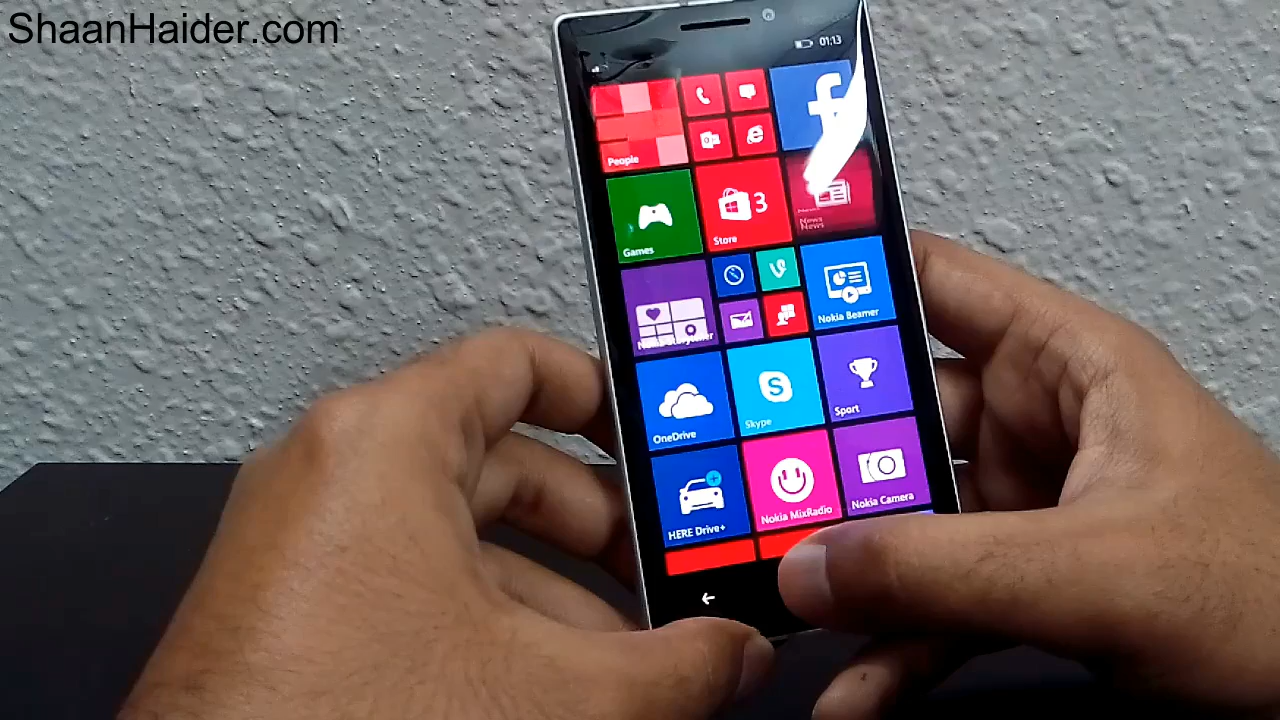 ShaanHaider.com
01:13
People
f
Games
3
Store
News
News
Nokia Beamer
OneDrive
Skype
Sport
HERE Drive+
Nokia MixRadio
Nokia Camera